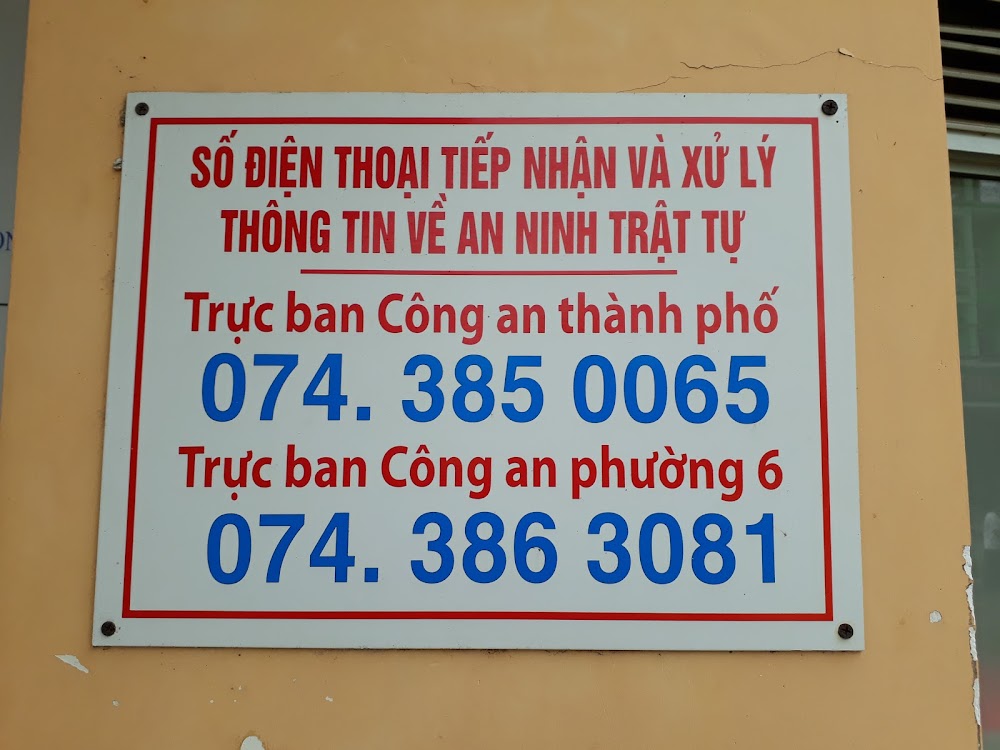 SỐ ĐIỆN THOẠI TIẾP NHẬN VÀ XỬ LÝ
THÔNG TIN VỀ AN NINH TRẬT TỰ
Trực ban Công an thành phố
074. 385 0065
Trực ban Công an phường 6
074. 386 3081